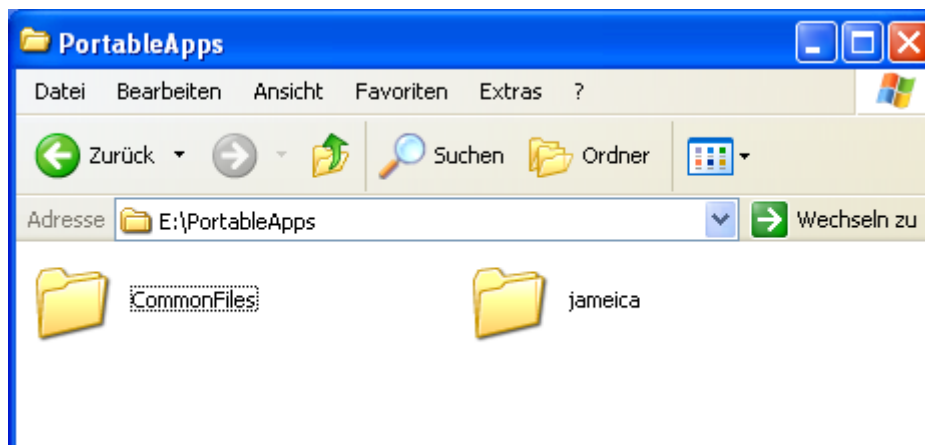 PortableApps
Datei Bearbeiten Ansicht Favoriten Extras ?
Zurück Suchen Ordner
Adresse E:\PortableApps Wechseln zu
CommonFiles jameica